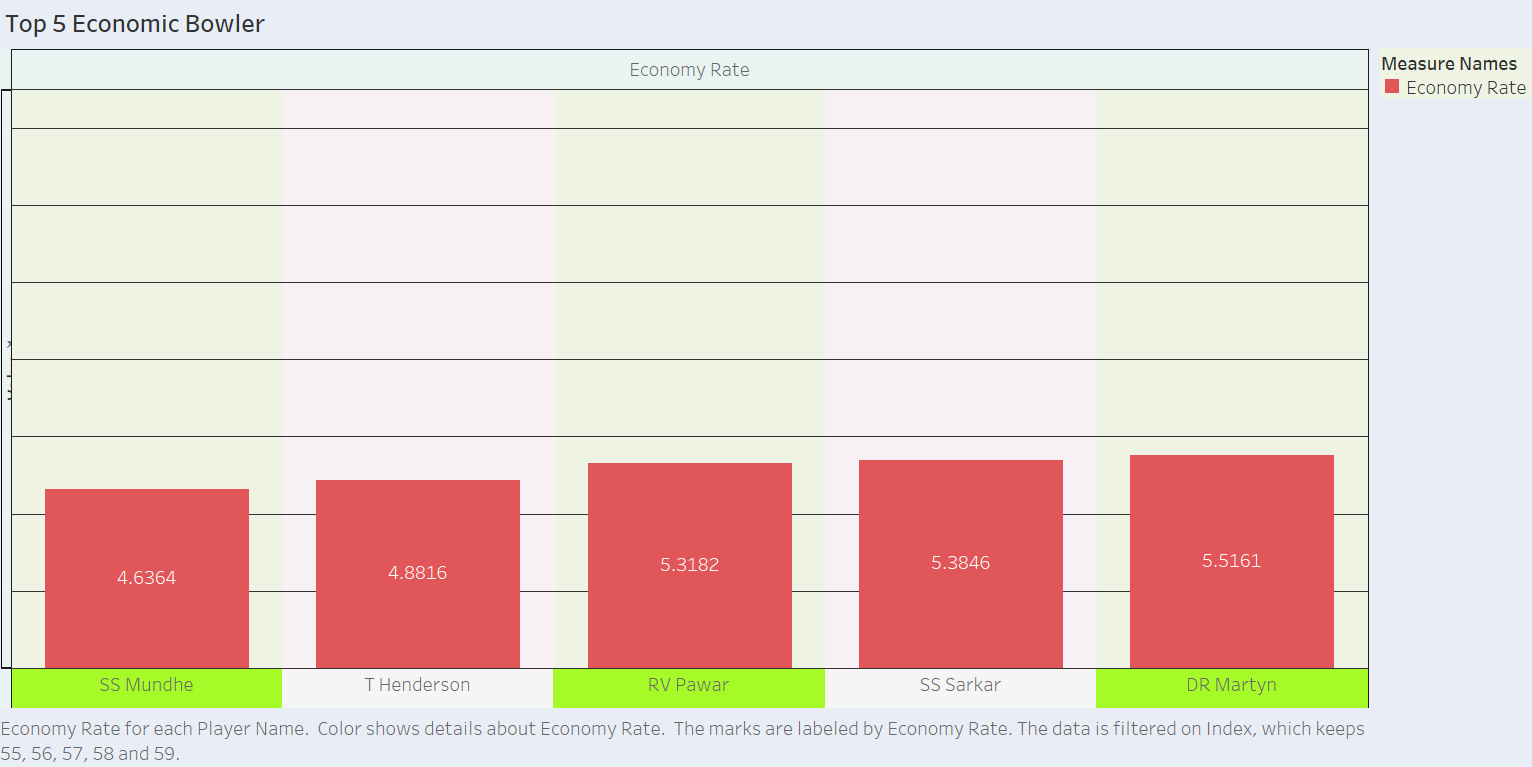 Top 5 Economic Bowler
Economy Rate
Measure Names
Economy Rate
4.6364
4.8816
5.3182
5.3846
5.5161
SS Mundhe
T Henderson
RV Pawar
SS Sarkar
DR Martyn
Economy Rate for each Player Name. Color shows details about Economy Rate. The marks are labeled by Economy Rate. The data is filtered on Index, which keeps
55, 56, 57, 58 and 59.